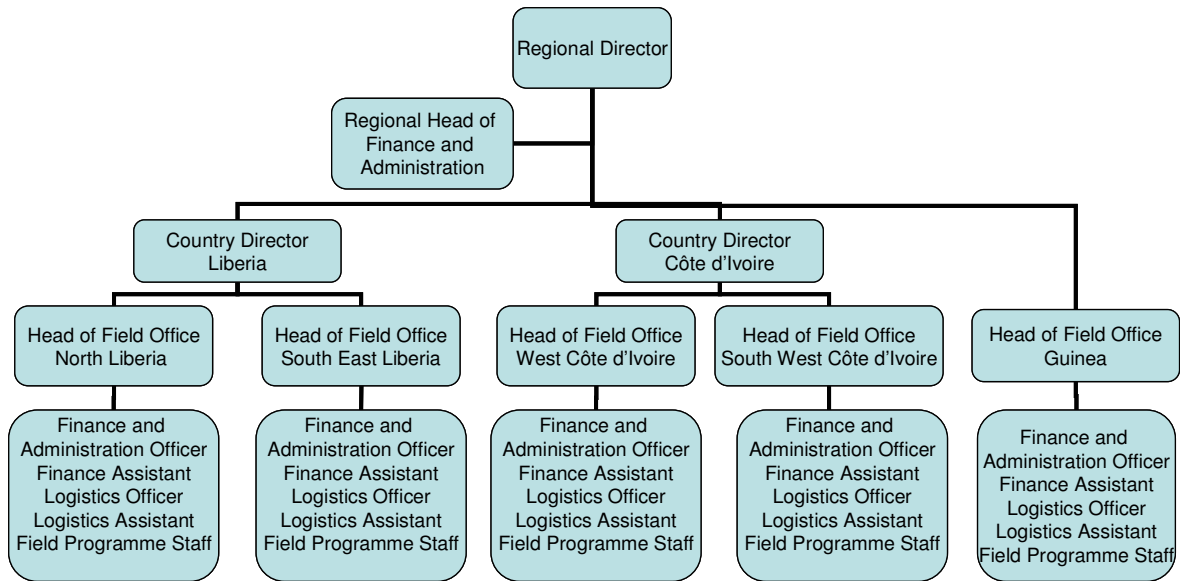 Regional Director
Regional Head of
Finance and
Administration
Country Director
Liberia
Country Director
Côte d'Ivoire
Head of Field Office
North Liberia
Head of Field Office
South East Liberia
Head of Field Office
West Côte d'Ivoire
Head of Field Office
South West Côte d'Ivoire
Head of Field Office
Guinea
Finance and
Administration Officer
Finance Assistant
Logistics Officer
Logistics Assistant
Field Programme Staff
Finance and
Administration Officer
Finance Assistant
Logistics Officer
Logistics Assistant
Field Programme Staff
Finance and
Administration Officer
Finance Assistant
Logistics Officer
Logistics Assistant
Field Programme Staff
Finance and
Administration Officer
Finance Assistant
Logistics Officer
Logistics Assistant
Field Programme Staff
Finance and
Administration Officer
Finance Assistant
Logistics Officer
Logistics Assistant
Field Programme Staff